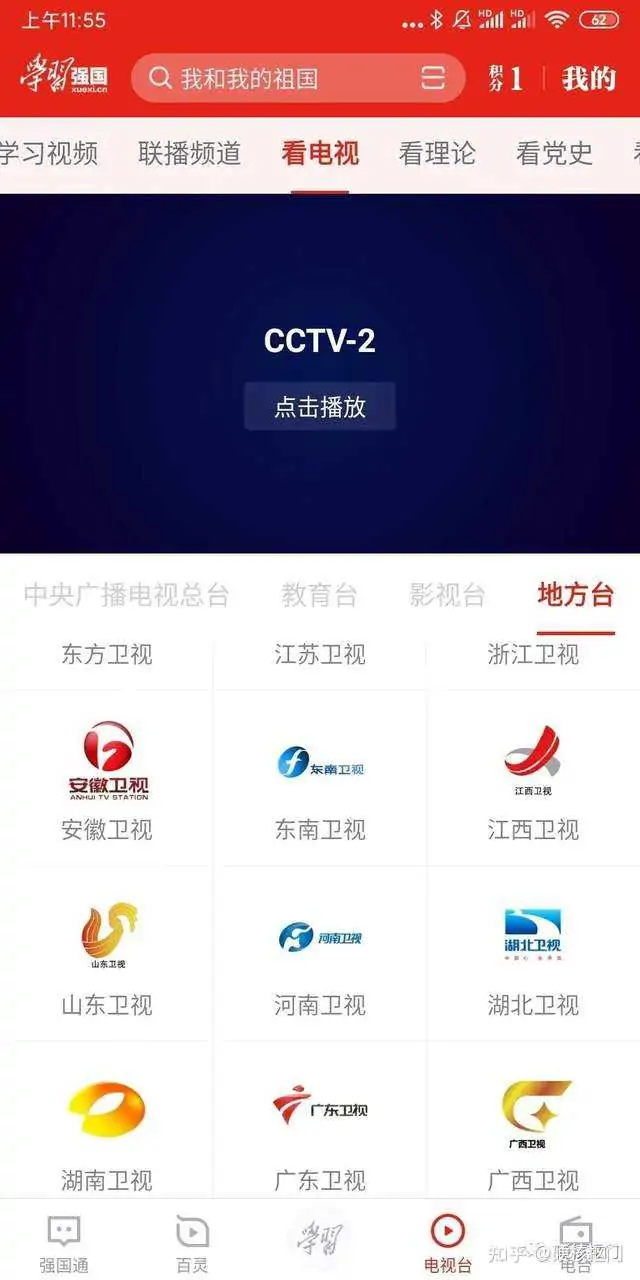 上午11:55
HD HD 62
學習强国
xuexi.cn
我和我的祖国
积分 1 我的
学习视频 联播频道 看电视 看理论 看党史
CCTV-2
点击播放
中央广播电视总台 教育台 影视台 地方台
东方卫视 江苏卫视 浙江卫视
安徽卫视
ANHUI TV STATION
东南卫视
江西卫视
安徽卫视 东南卫视 江西卫视
山东卫视
河南卫视
湖北卫视
山东卫视 河南卫视 湖北卫视
广东卫视
广西卫视
湖南卫视 广东卫视 广西卫视
强国通 百灵 學習 电视台 电台
知乎